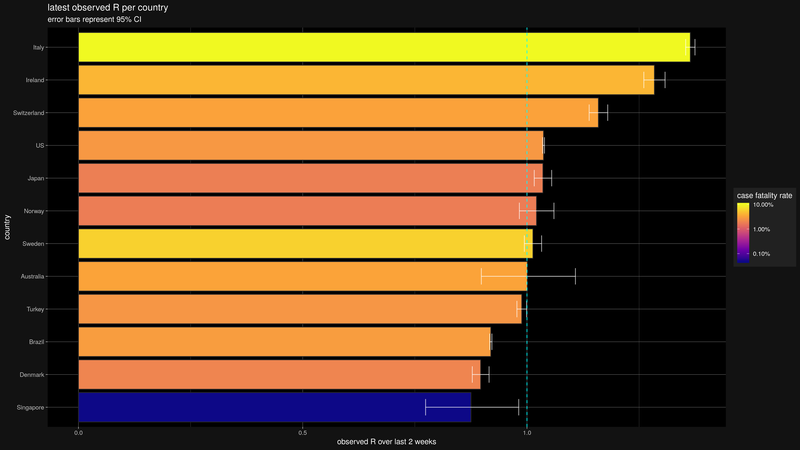 latest observed R per country
error bars represent 95% CI
Italy
Ireland
Switzerland
US
Japan
Norway
Sweden
Australia
Turkey
Brazil
Denmark
Singapore
country
0.0
0.5
1.0
observed R over last 2 weeks
case fatality rate
10.00%
1.00%
0.10%